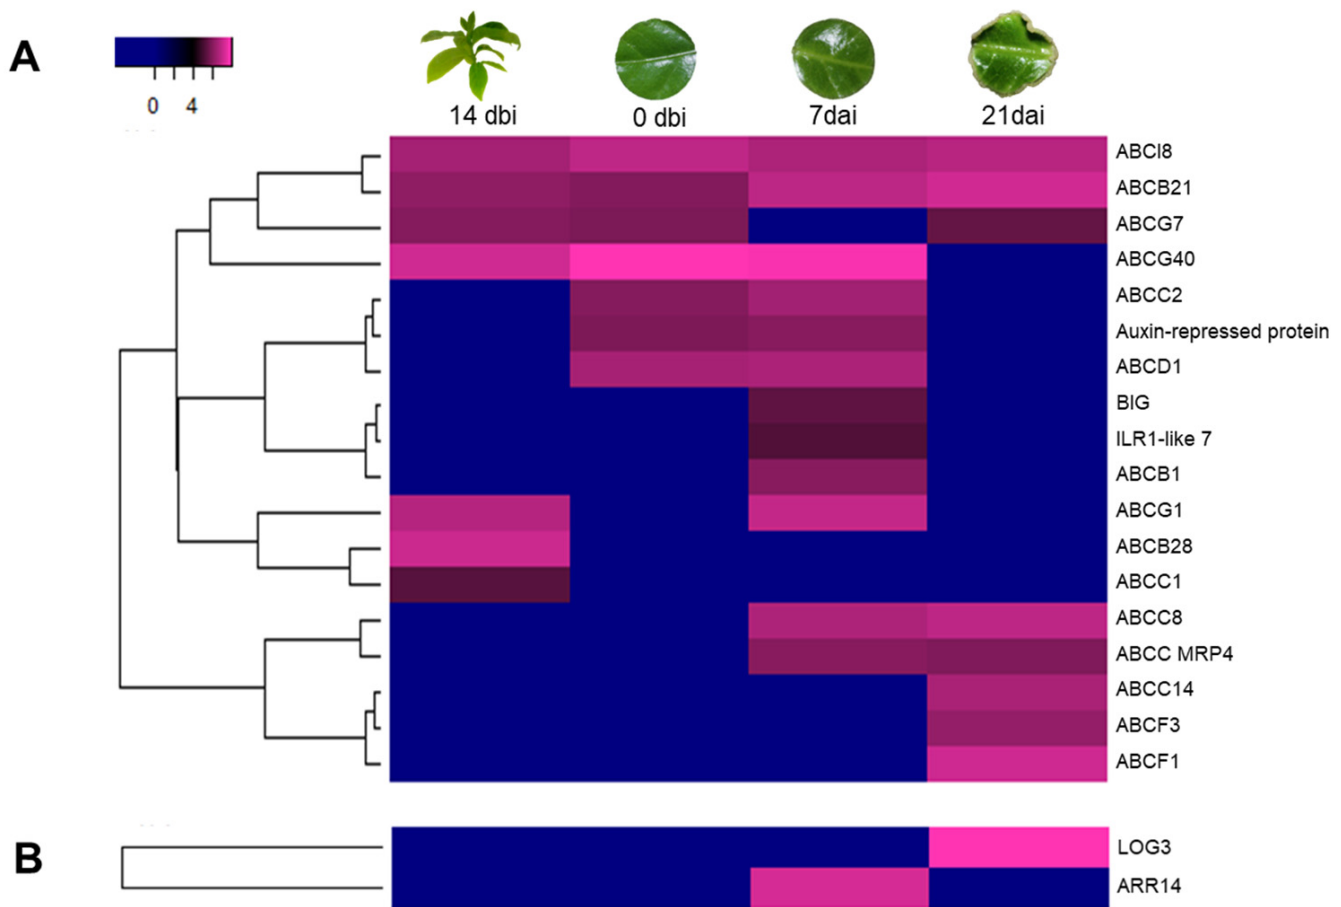 A
0 4
14 dbi 0 dbi 7dai 21dai
ABCI8
ABCB21
ABCG7
ABCG40
ABCC2
Auxin-repressed protein
ABCD1
BIG
ILR1-like 7
ABCB1
ABCG1
ABCB28
ABCC1
ABCC8
ABCC MRP4
ABCC14
ABCF3
ABCF1
B
LOG3
ARR14